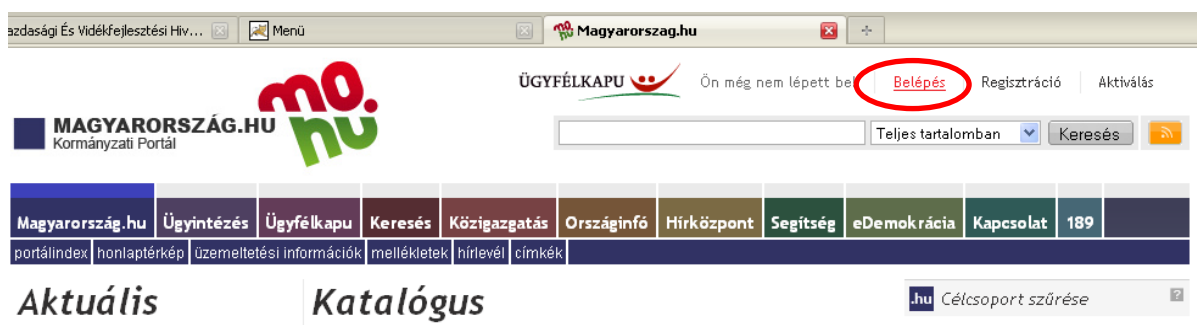 azdasági És Vidékfejlesztési Hiv... Menü Magyarorszag.hu
ÜGYFÉLKAPU Ön még nem lépett be! Belépés Regisztráció Aktiválás
mo.hu
MAGYARORSZÁG.HU
Kormányzati Portál
Teljes tartalomban Keresés
Magyarország.hu Ügyintézés Ügyfélkapu Keresés Közigazgatás Országinfó Hírközpont Segítség eDemokrácia Kapcsolat 189
portálindex honlaptérkép üzemeltetési információk mellékletek hírlevél címkék
Aktuális Katalógus .hu Célcsoport szűrése ?